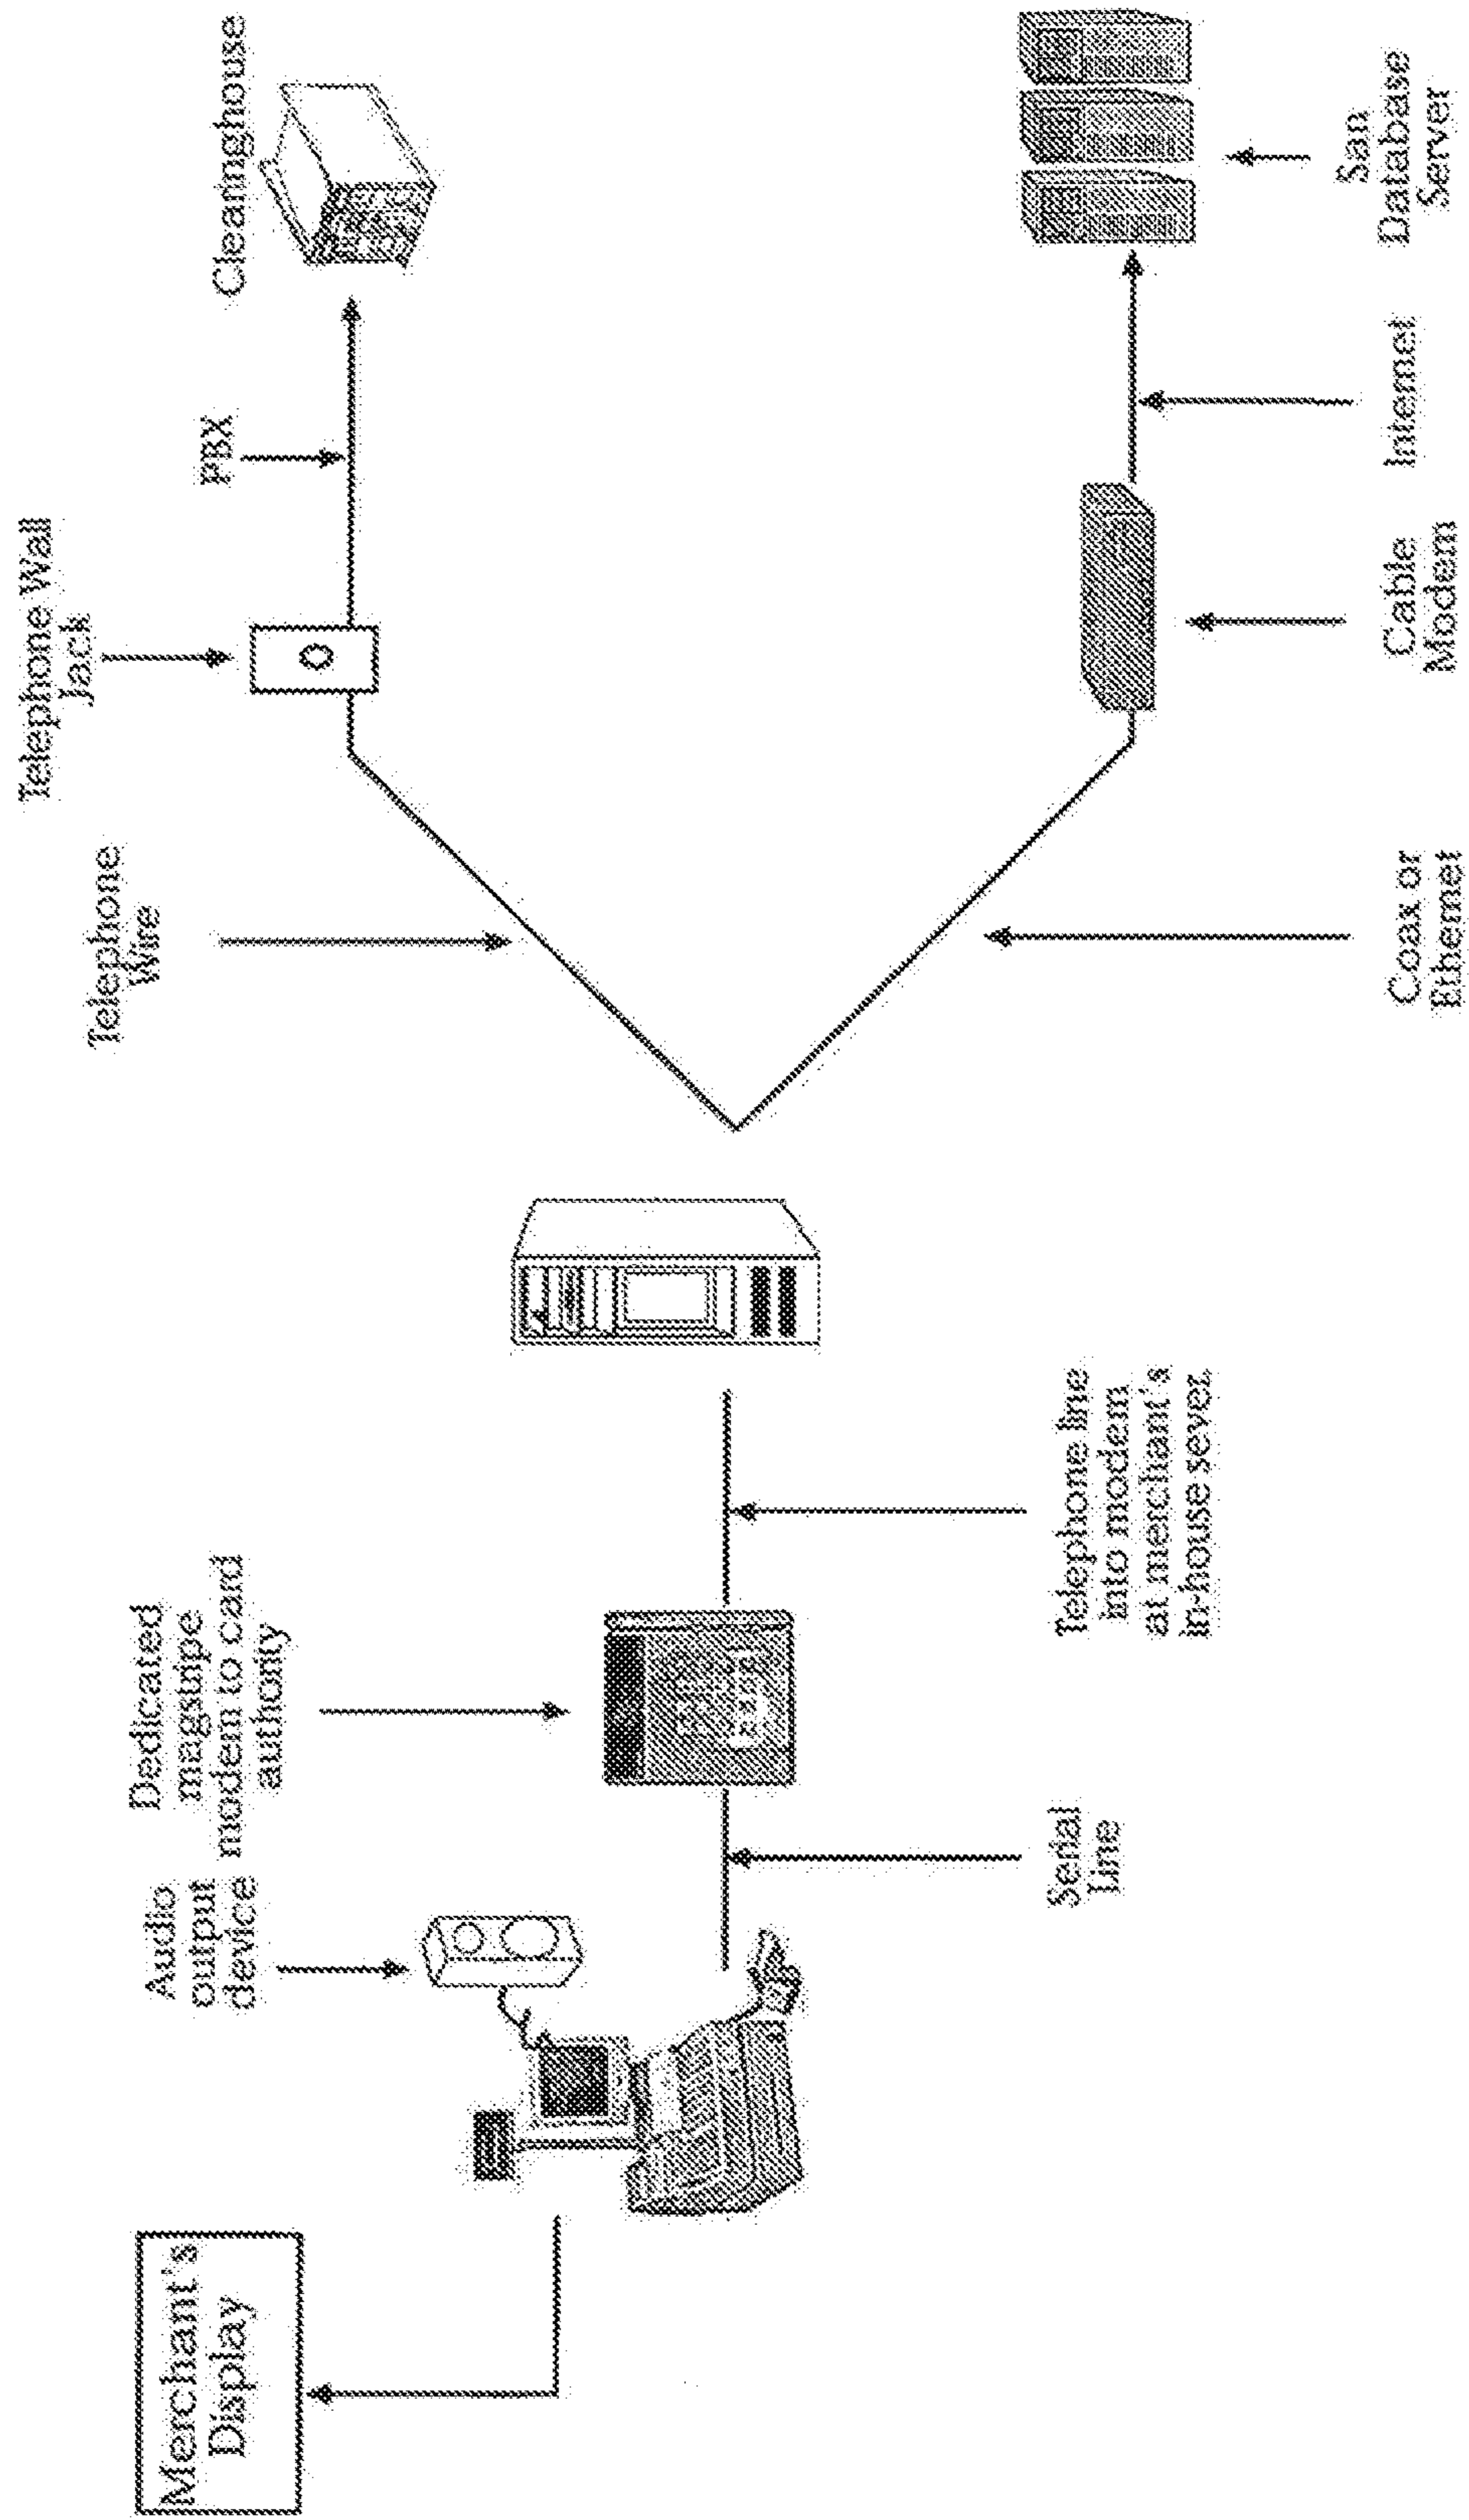 Merchant's
Display
Audio
output
device
Dedicated
magstripe
modem to card
authority
Serial
Line
Telephone line
into modem
at merchant's
in-house sever.
Telephone
Wire
Telephone Wall
Jack
PBX
Clearinghouse
Coax or
Ethernet
Cable
Modem
Internet
San
Database
Server